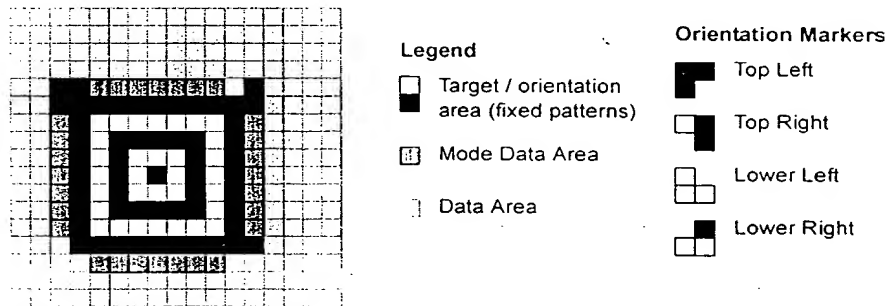 Legend
Target / orientation
area (fixed patterns)
Mode Data Area
Data Area
Orientation Markers
Top Left
Top Right
Lower Left
Lower Right